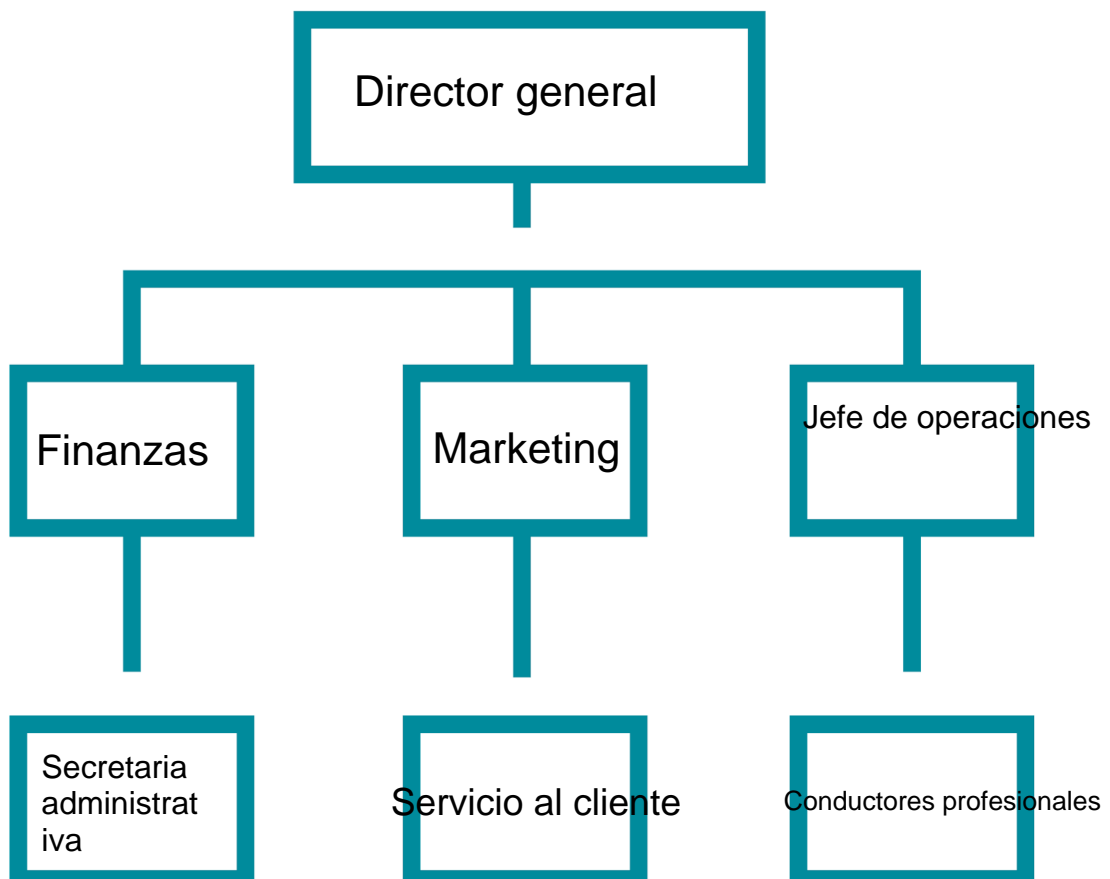 Director general
Finanzas
Marketing
Jefe de operaciones
Secretaria
administrat
iva
Servicio al cliente
Conductores profesionales